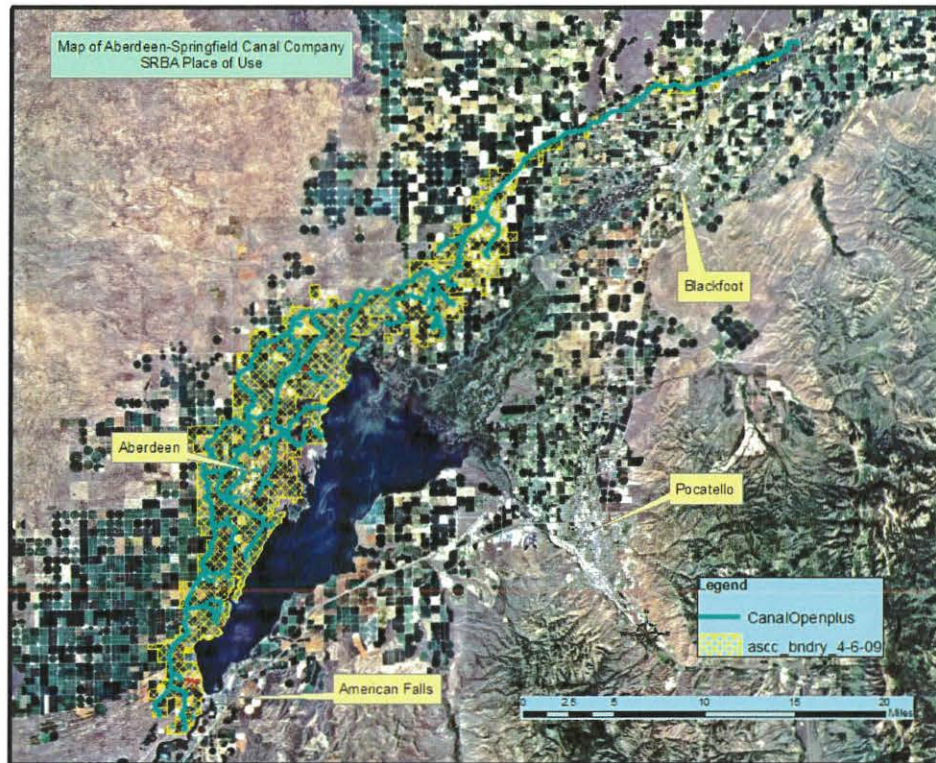 Map of Aberdeen-Springfield Canal Company
SRBA Place of Use
Blackfoot
Aberdeen
Pocatello
American Falls
Legend
CanalOpenplus
ascc_bndry_4-6-09
0 2.5 5 10 15 20
Miles